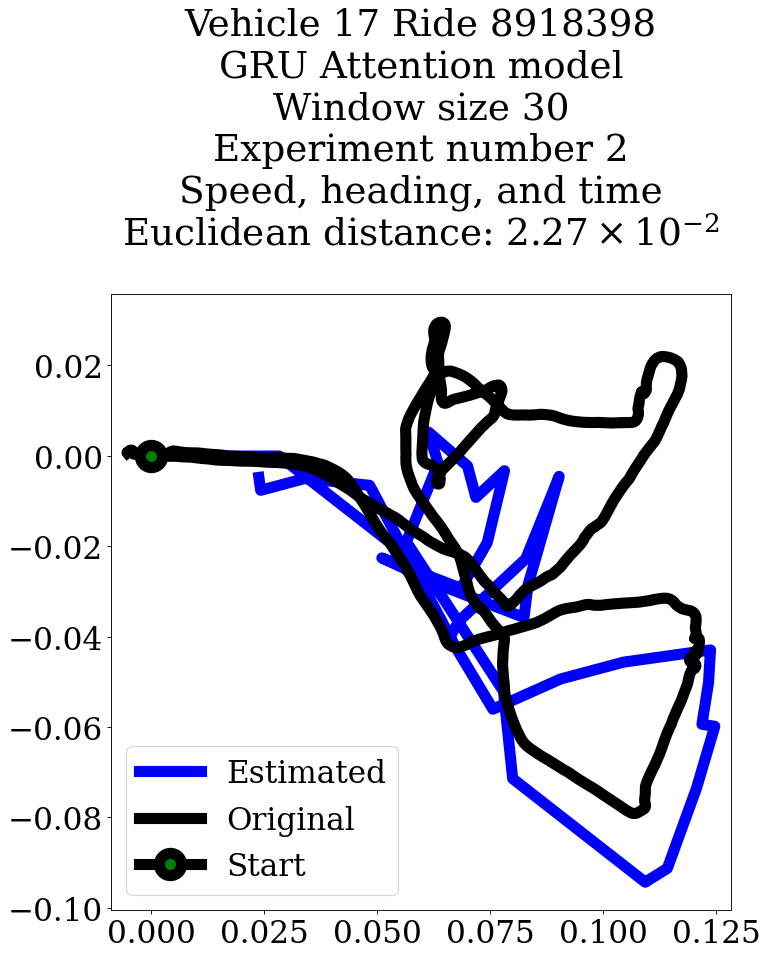 Vehicle 17 Ride 8918398
GRU Attention model
Window size 30
Experiment number 2
Speed, heading, and time
Euclidean distance: 2.27 × 10⁻²
0.02
0.00
−0.02
−0.04
−0.06
−0.08
−0.10
Estimated
Original
Start
0.000 0.025 0.050 0.075 0.100 0.125